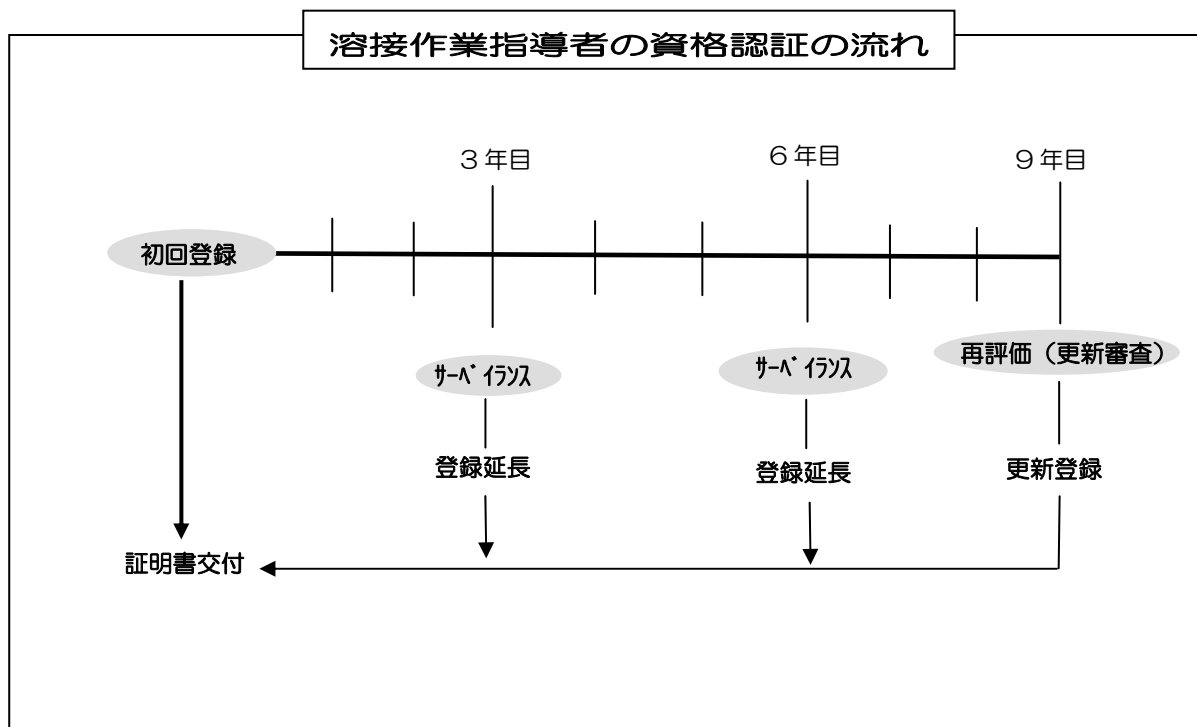 溶接作業指導者の資格認証の流れ
３年目
６年目
９年目
初回登録
ｻｰﾍﾞｲﾗﾝｽ
ｻｰﾍﾞｲﾗﾝｽ
再評価（更新審査）
登録延長
登録延長
更新登録
証明書交付